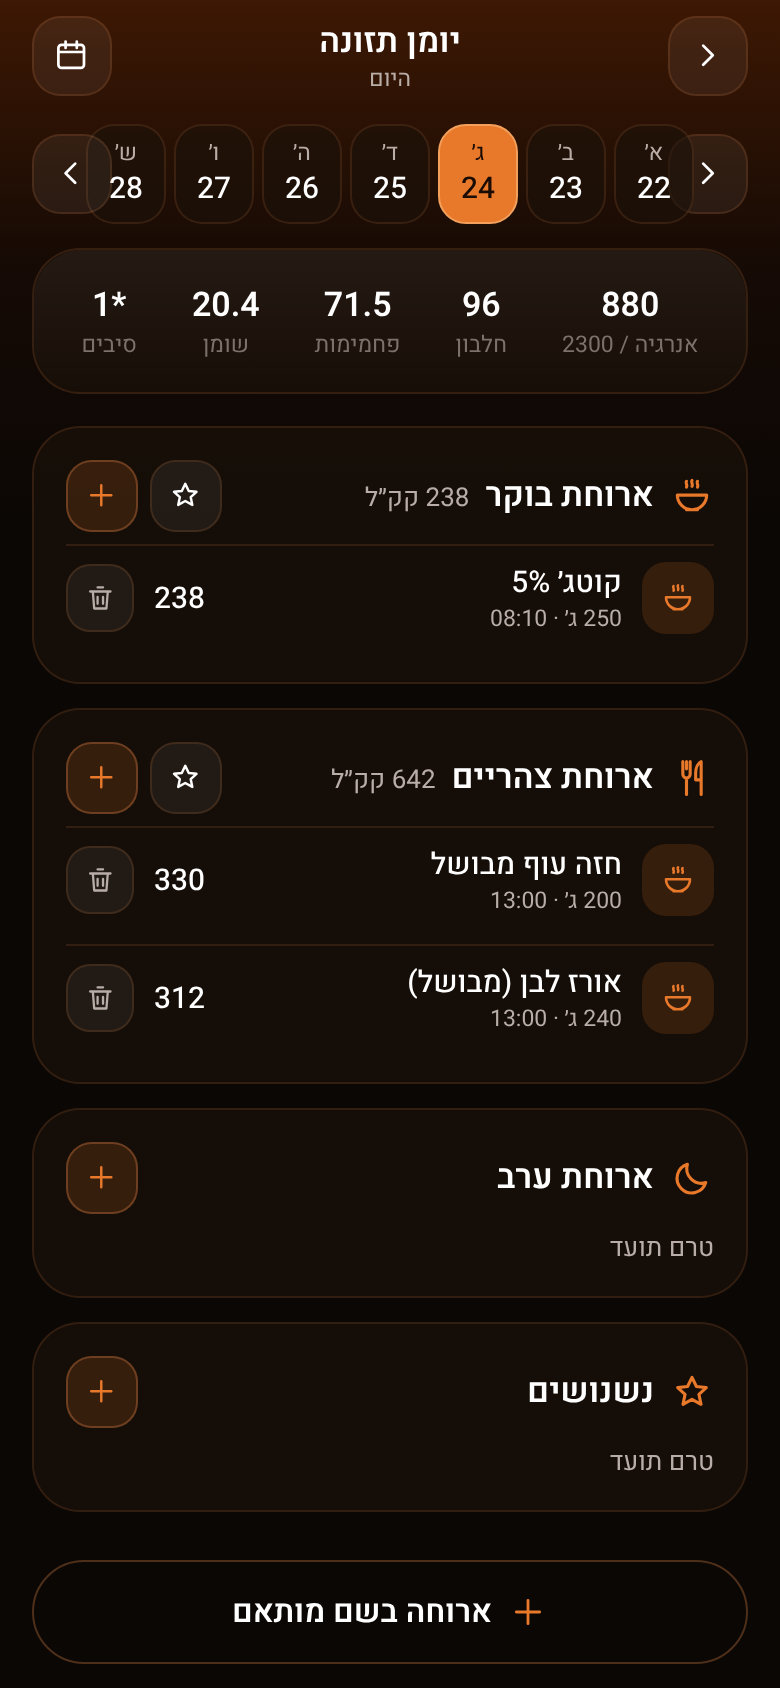 יומן תזונה
היום
א׳ ב׳ ג׳ ד׳ ה׳ ו׳ ש׳
22 23 24 25 26 27 28
880 96 71.5 20.4 1*
אנרגיה / 2300 חלבון פחמימות שומן סיבים
ארוחת בוקר 238 קק״ל
קוטג׳ 5%
250 ג׳ · 08:10
238
ארוחת צהריים 642 קק״ל
חזה עוף מבושל
200 ג׳ · 13:00
330
אורז לבן (מבושל)
240 ג׳ · 13:00
312
ארוחת ערב
טרם תועד
נשנושים
טרם תועד
ארוחה בשם מותאם